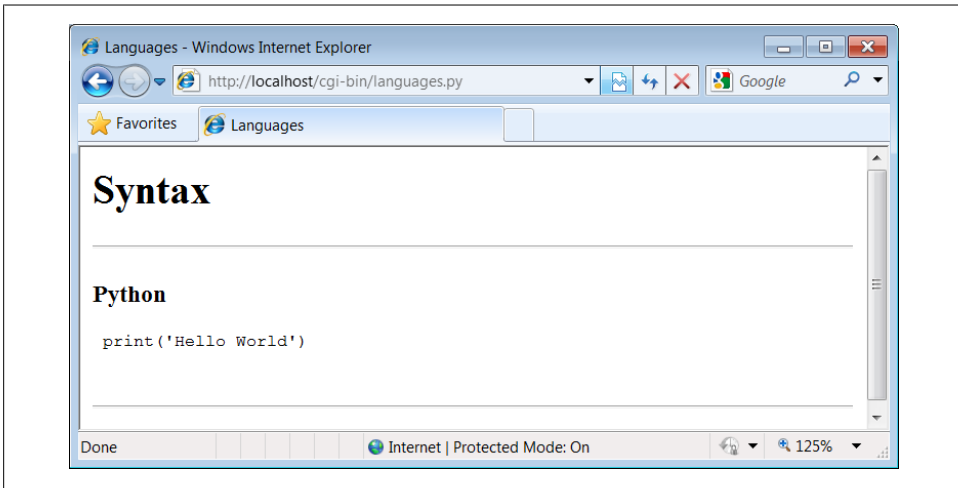 Languages - Windows Internet Explorer
http://localhost/cgi-bin/languages.py
Google
Favorites
Languages
Syntax
Python
print('Hello World')
Done
Internet | Protected Mode: On
125%